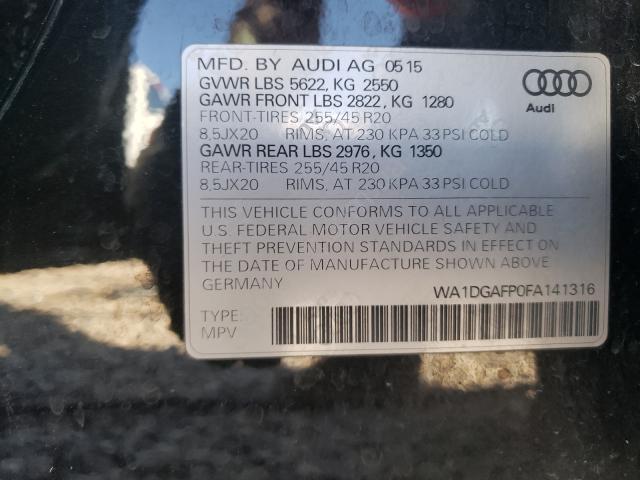 MFD. BY AUDI AG 05 15
GVWR LBS 5622, KG 2550
GAWR FRONT LBS 2822, KG 1280
FRONT-TIRES 255/45 R20
8,5JX20 RIMS, AT 230 KPA 33 PSI COLD
GAWR REAR LBS 2976, KG 1350
REAR-TIRES 255/45 R20
8,5JX20 RIMS, AT 230 KPA 33 PSI COLD
Audi
THIS VEHICLE CONFORMS TO ALL APPLICABLE
U.S. FEDERAL MOTOR VEHICLE SAFETY AND
THEFT PREVENTION STANDARDS IN EFFECT ON
THE DATE OF MANUFACTURE SHOWN ABOVE
GERMANY
WA1DGAFP0FA141316
TYPE:
MPV